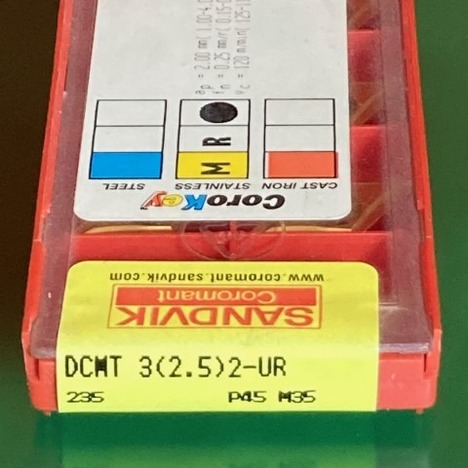 DCMT 3(2.5)2-UR
235 P45 M35
SANDVIK
Coromant
www.coromant.sandvik.com
CoroKey
CAST IRON STAINLESS STEEL
M R